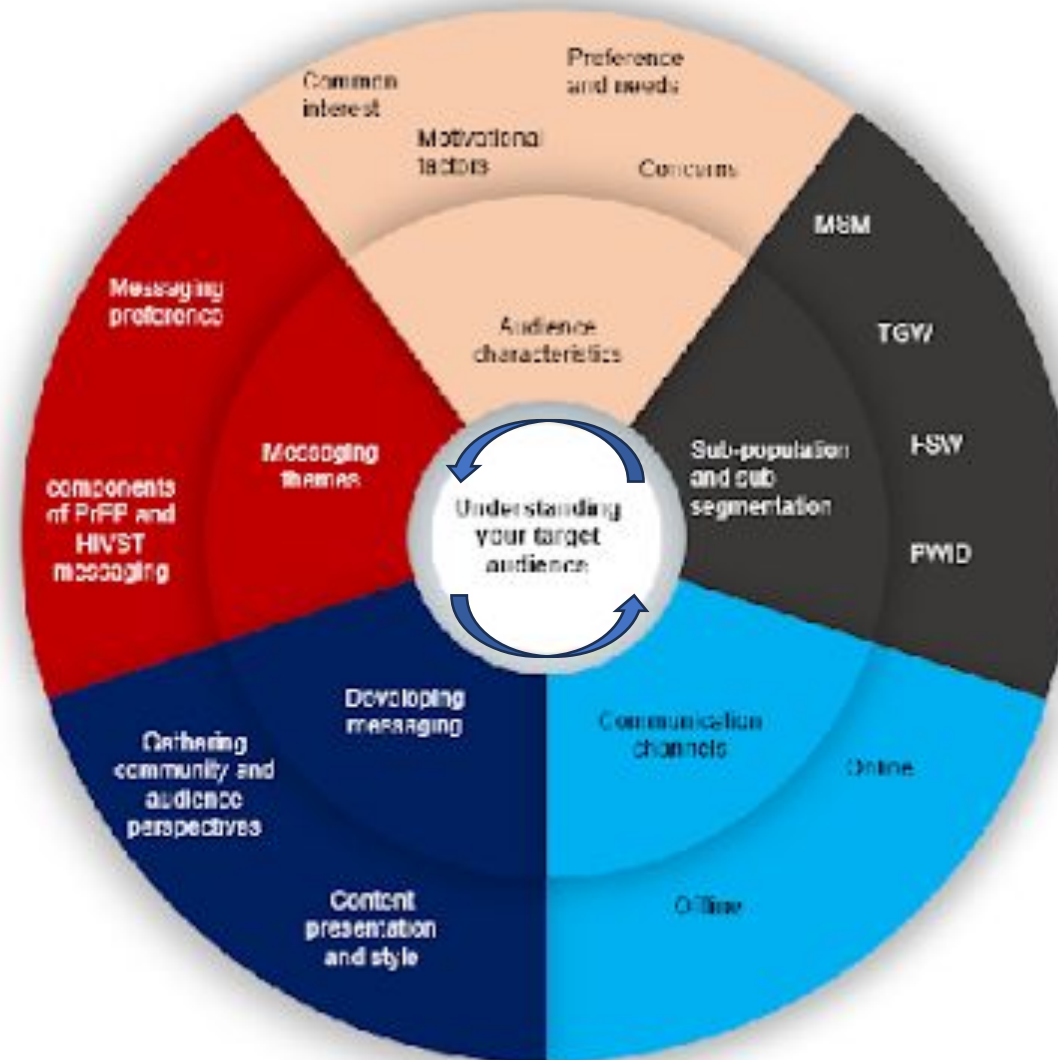 Common
interest
Preference
and needs
Motivational
factors
Concerns
Audience
characteristics
MSM
TGW
FSW
PWID
Sub-population
and sub
segmentation
Messaging
preference
components
of PrEP and
HIVST
messaging
Messaging
themes
Understanding
your target
audience
Developing
messaging
Gathering
community and
audience
perspectives
Content
presentation
and style
Communication
channels
Online
Offline